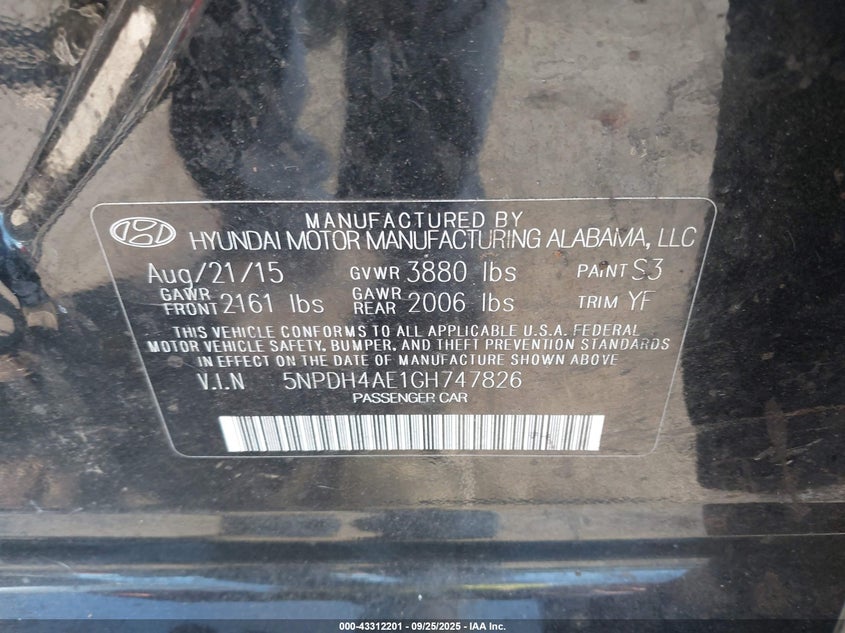 MANUFACTURED BY
HYUNDAI MOTOR MANUFACTURING ALABAMA, LLC
Aug/21/15 GVWR 3880 lbs PAINT S3
GAWR FRONT 2161 lbs GAWR REAR 2006 lbs TRIM YF
THIS VEHICLE CONFORMS TO ALL APPLICABLE U.S.A. FEDERAL
MOTOR VEHICLE SAFETY, BUMPER, AND THEFT PREVENTION STANDARDS
IN EFFECT ON THE DATE OF MANUFACTURE SHOWN ABOVE
V.I.N 5NPDH4AE1GH747826
PASSENGER CAR
000-43312201 - 09/25/2025 - IAA Inc.